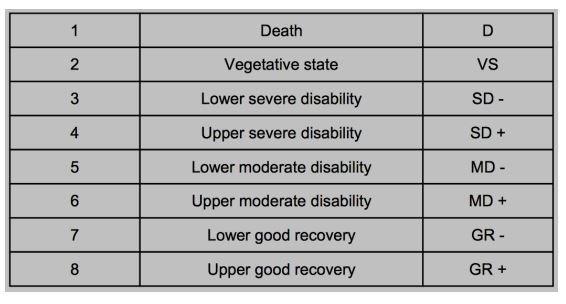 1 Death D
2 Vegetative state VS
3 Lower severe disability SD -
4 Upper severe disability SD +
5 Lower moderate disability MD -
6 Upper moderate disability MD +
7 Lower good recovery GR -
8 Upper good recovery GR +